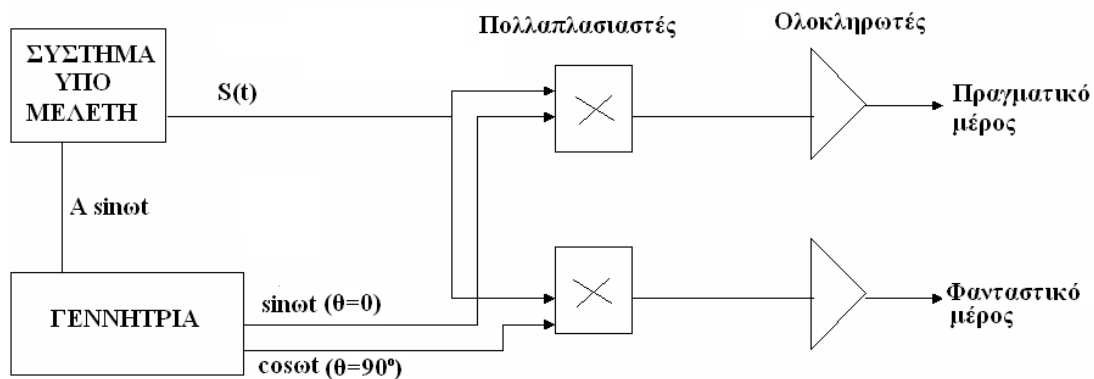 Πολλαπλασιαστές
Ολοκληρωτές
ΣΥΣΤΗΜΑ
ΥΠΟ
ΜΕΛΕΤΗ
S(t)
Πραγματικό
μέρος
A sinωt
ΓΕΝΝΗΤΡΙΑ
sinωt (θ=0)
cosωt (θ=90º)
Φανταστικό
μέρος